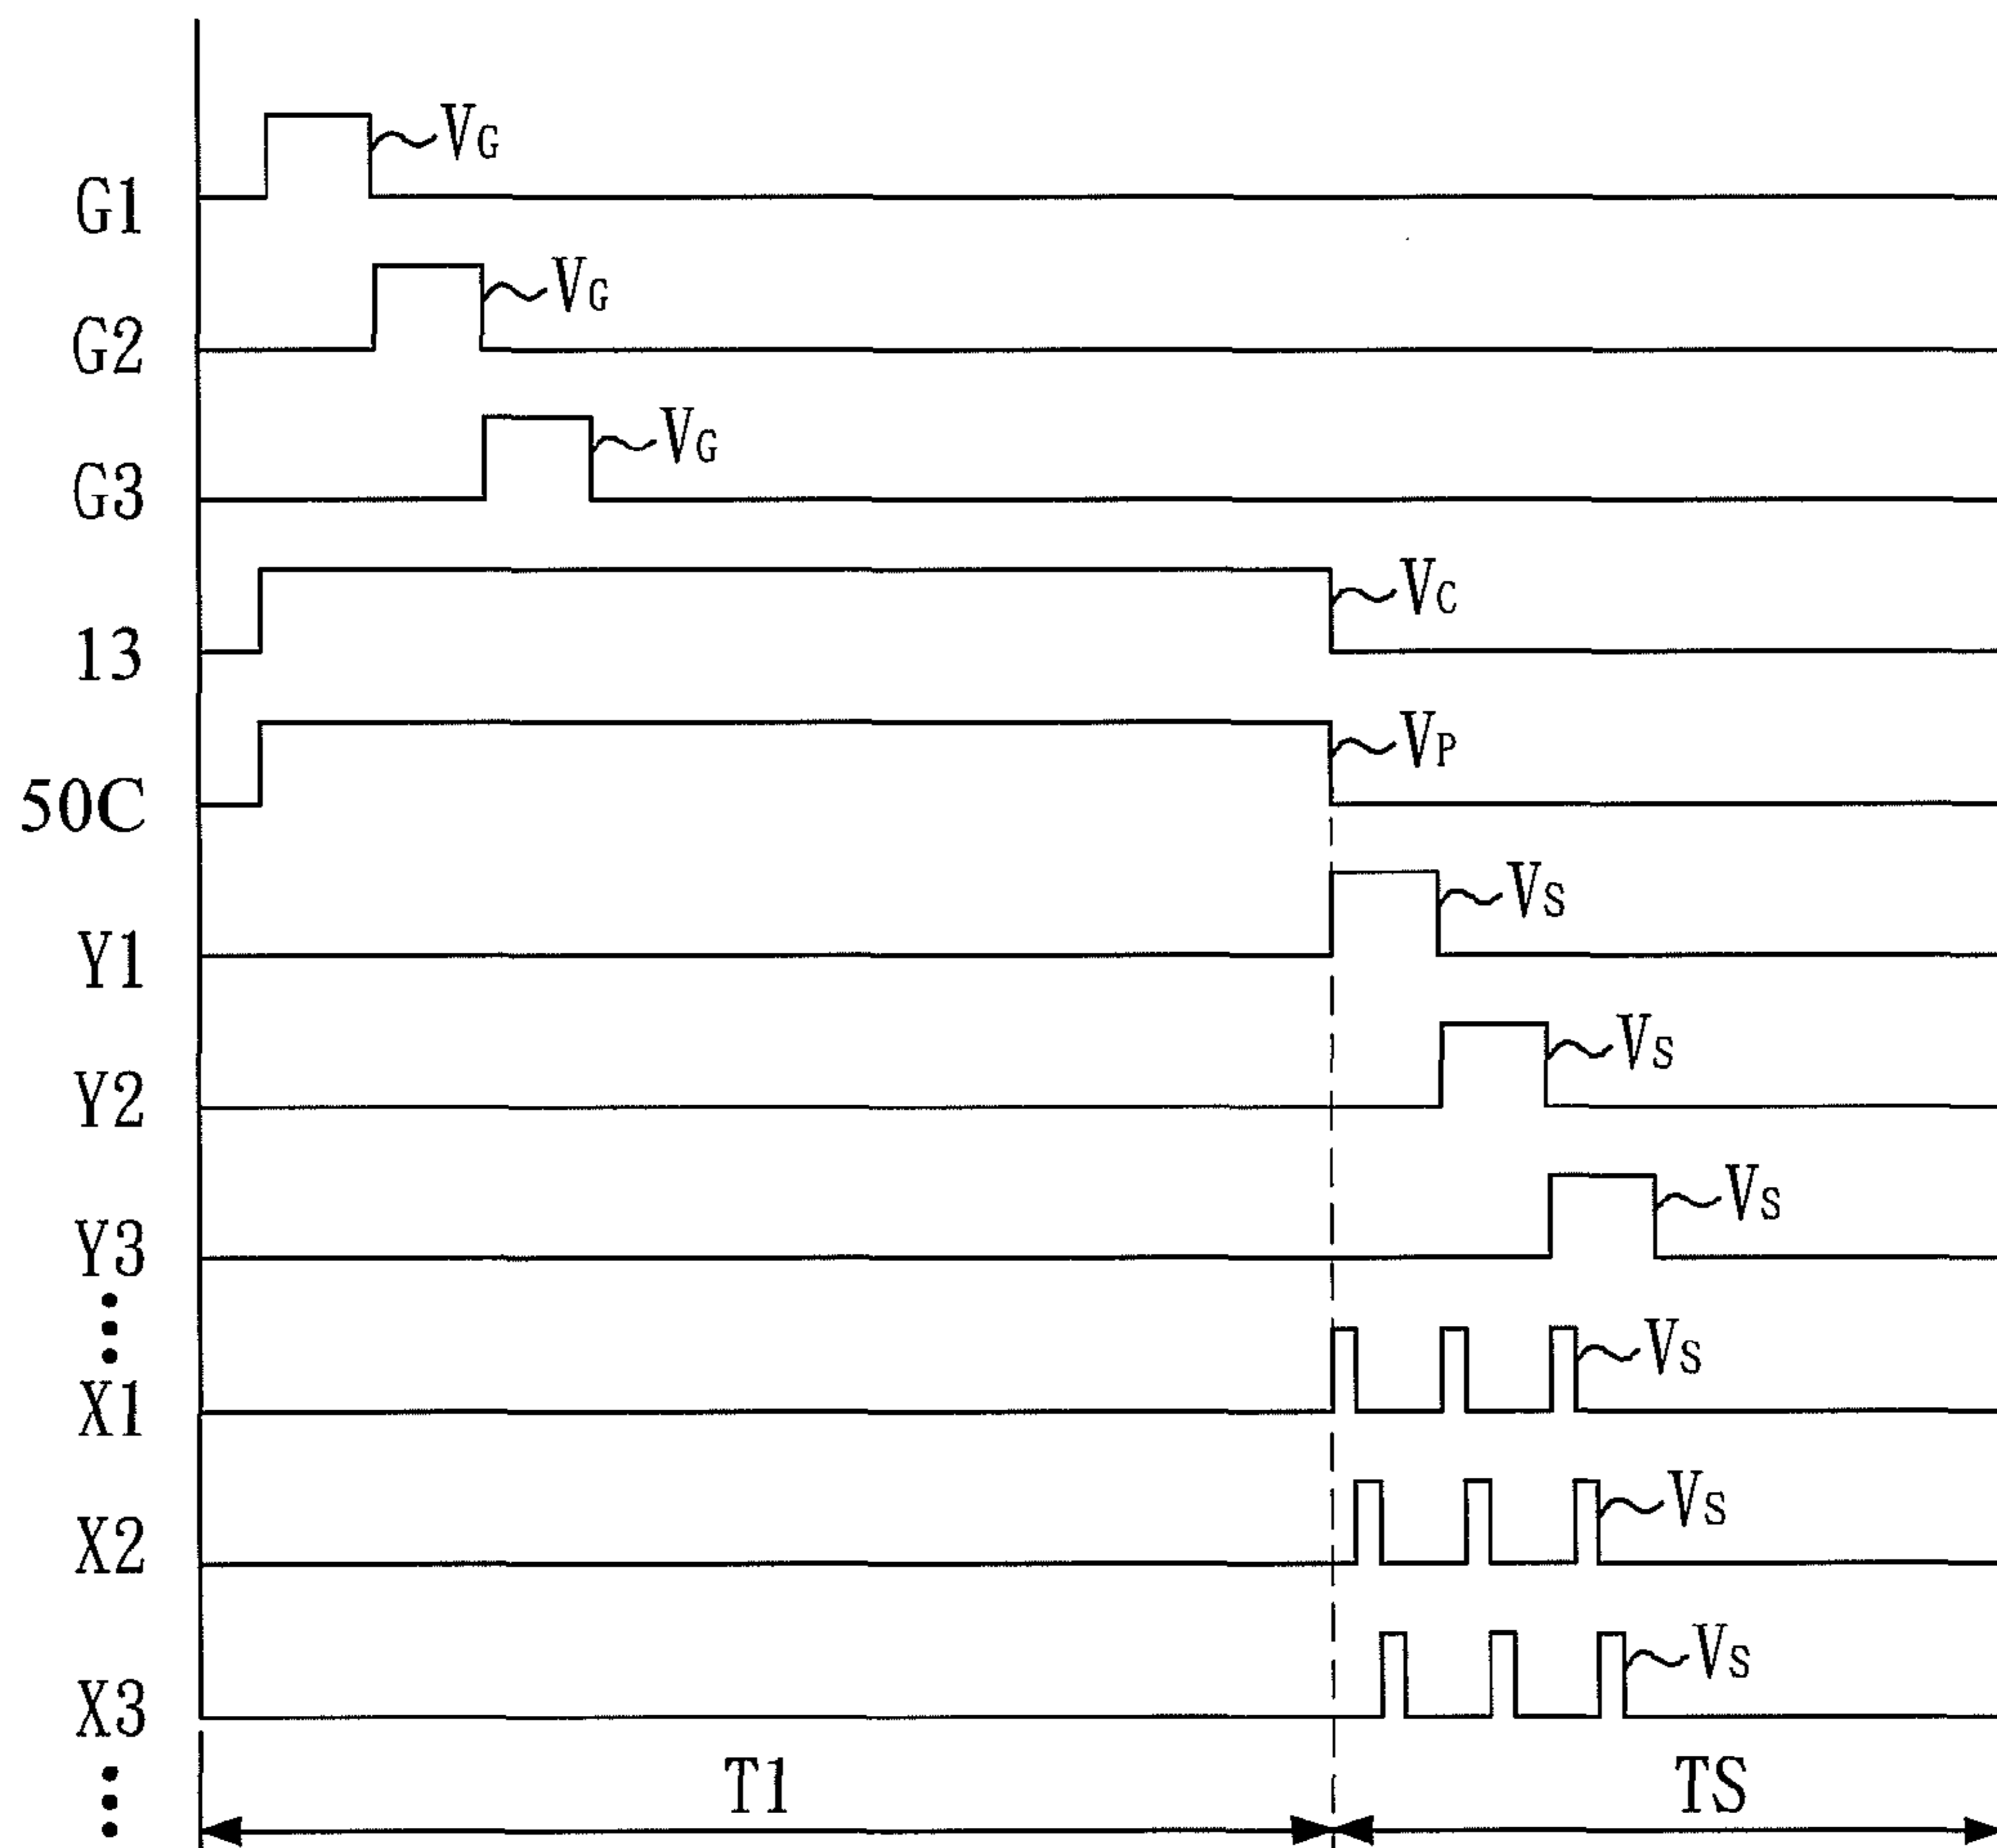 G1 VG
G2 VG
G3 VG
13 VC
50C VP
Y1 VS
Y2 VS
Y3 VS
X1 VS
X2 VS
X3 VS
T1 TS